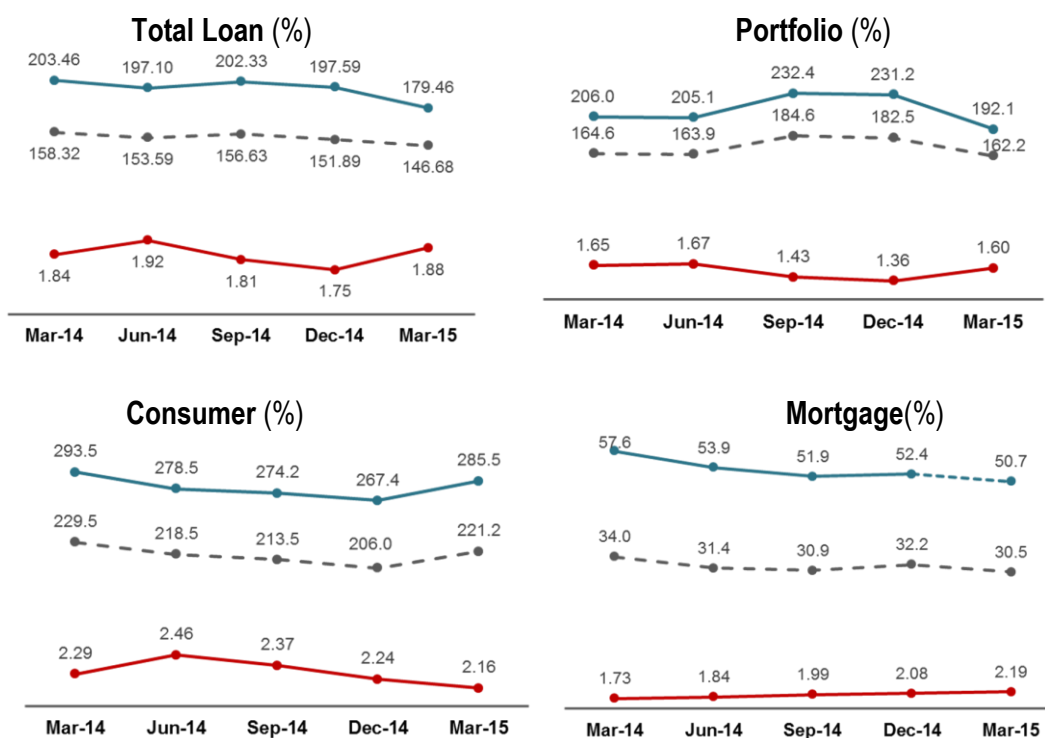 Total Loan (%)
203.46 197.10 202.33 197.59 179.46
158.32 153.59 156.63 151.89 146.68
1.84 1.92 1.81 1.75 1.88
Mar-14 Jun-14 Sep-14 Dec-14 Mar-15
Portfolio (%)
206.0 205.1 232.4 231.2 192.1
164.6 163.9 184.6 182.5 162.2
1.65 1.67 1.43 1.36 1.60
Mar-14 Jun-14 Sep-14 Dec-14 Mar-15
Consumer (%)
293.5 278.5 274.2 267.4 285.5
229.5 218.5 213.5 206.0 221.2
2.29 2.46 2.37 2.24 2.16
Mar-14 Jun-14 Sep-14 Dec-14 Mar-15
Mortgage(%)
57.6 53.9 51.9 52.4 50.7
34.0 31.4 30.9 32.2 30.5
1.73 1.84 1.99 2.08 2.19
Mar-14 Jun-14 Sep-14 Dec-14 Mar-15